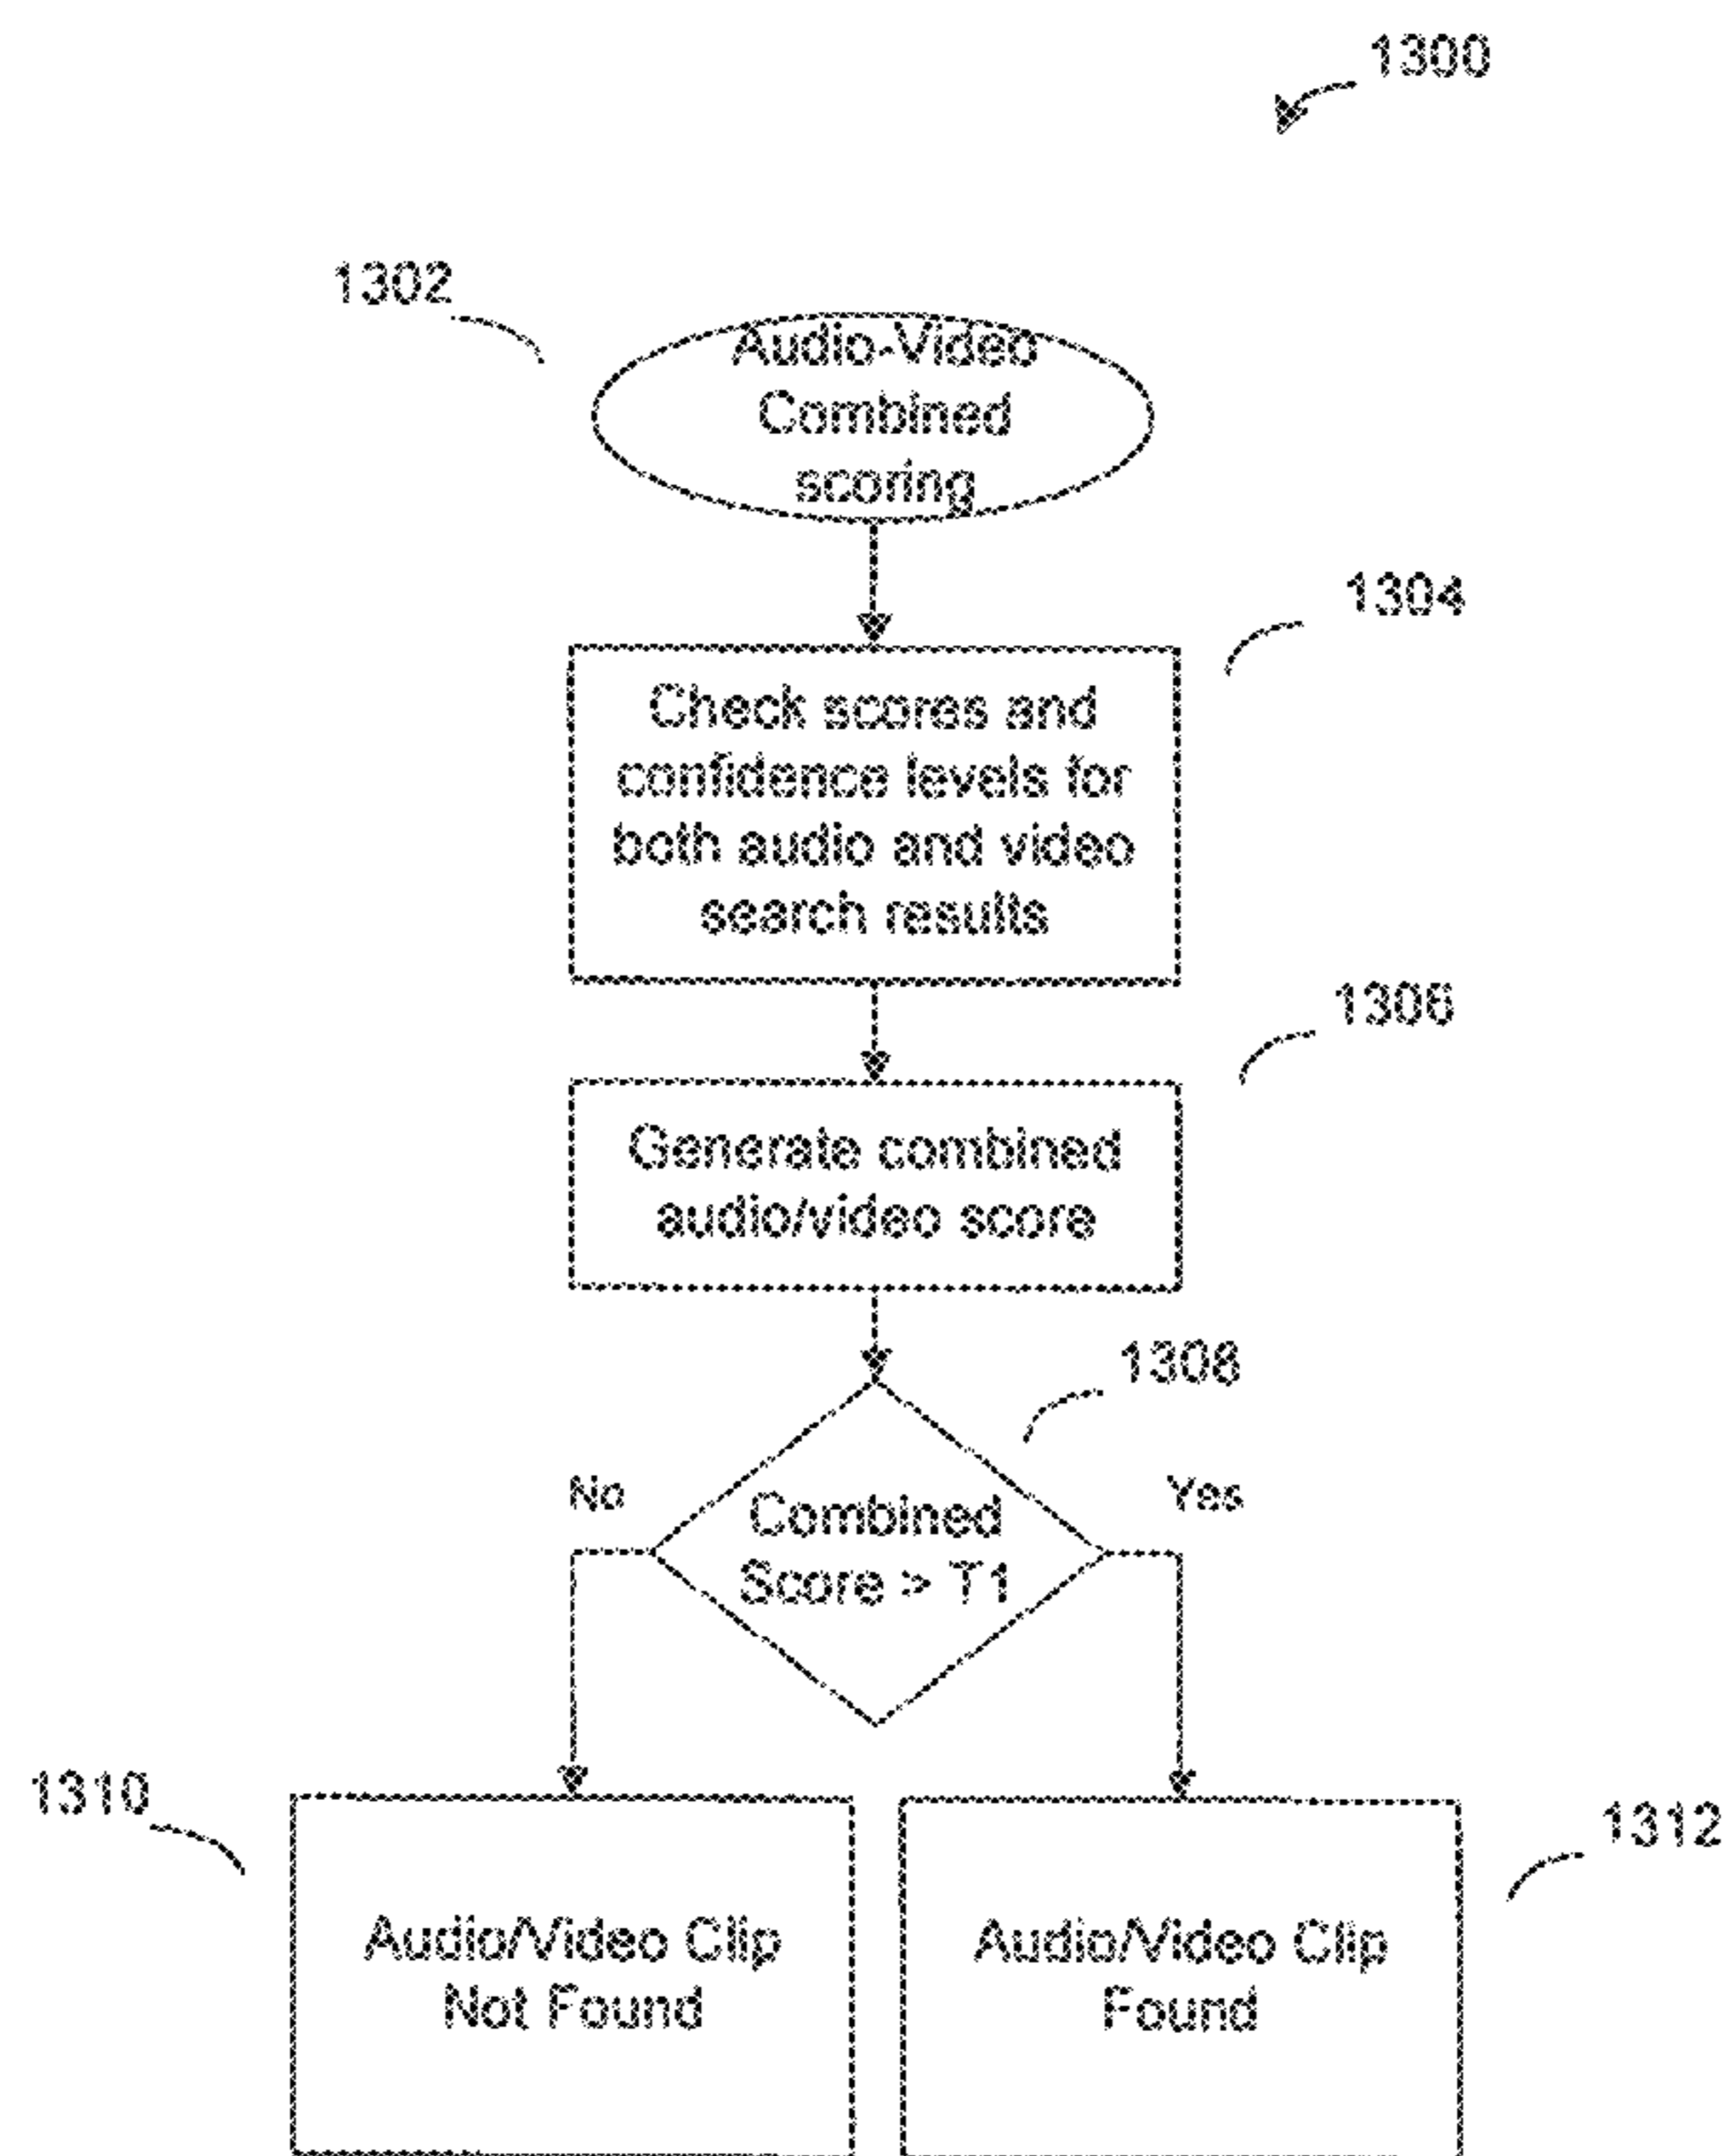 1300
1302
Audio-Video
Combined
scoring
1304
Check scores and
confidence levels for
both audio and video
search results
1306
Generate combined
audio/video score
1308
No
Yes
Combined
Score > T1
1310
1312
Audio/Video Clip
Not Found
Audio/Video Clip
Found